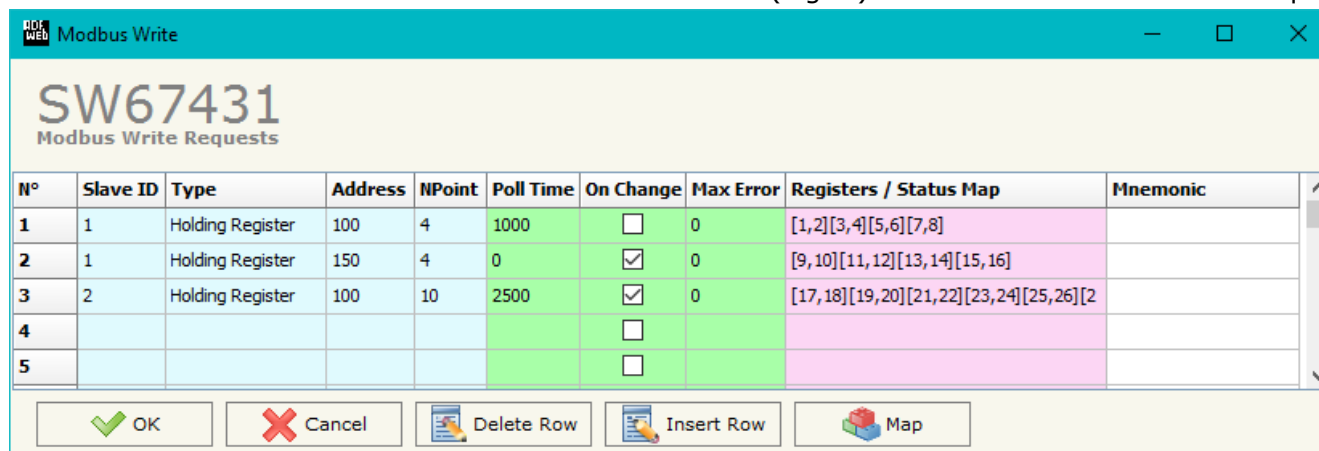 ADF WEB Modbus Write
SW67431
Modbus Write Requests
N° Slave ID Type Address NPoint Poll Time On Change Max Error Registers / Status Map Mnemonic
1 1 Holding Register 100 4 1000 0 [1,2][3,4][5,6][7,8]
2 1 Holding Register 150 4 0 0 [9,10][11,12][13,14][15,16]
3 2 Holding Register 100 10 2500 0 [17,18][19,20][21,22][23,24][25,26][2
4
5
OK Cancel Delete Row Insert Row Map